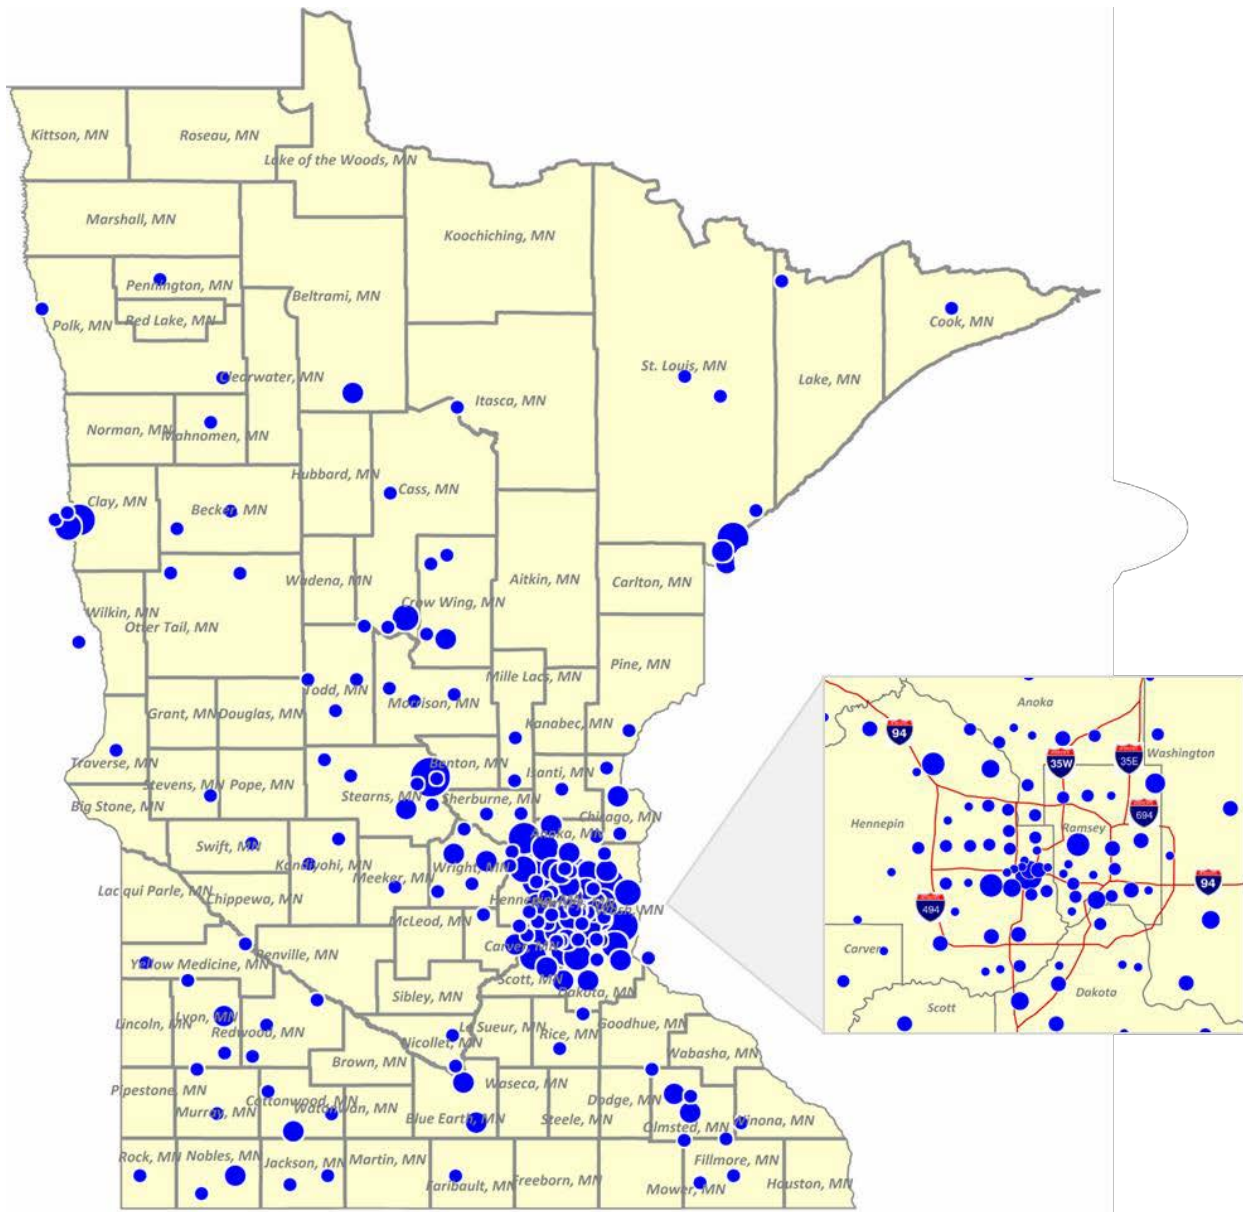 Kittson, MN
Roseau, MN
Lake of the Woods, MN
Marshall, MN
Koochiching, MN
Pennington, MN
Beltrami, MN
Polk, MN
Red Lake, MN
Cook, MN
St. Louis, MN
Clearwater, MN
Lake, MN
Itasca, MN
Norman, MN
Mahnomen, MN
Hubbard, MN
Cass, MN
Clay, MN
Becker, MN
Wadena, MN
Aitkin, MN
Carlton, MN
Crow Wing, MN
Wilkin, MN
Otter Tail, MN
Pine, MN
Mille Lacs, MN
Todd, MN
Morrison, MN
Grant, MN
Douglas, MN
Kanabec, MN
Traverse, MN
Benton, MN
Isanti, MN
Stevens, MN
Pope, MN
Stearns, MN
Sherburne, MN
Big Stone, MN
Chisago, MN
Anoka, MN
Swift, MN
Kandiyohi, MN
Wright, MN
Meeker, MN
Lac qui Parle, MN
Chippewa, MN
McLeod, MN
Carver, MN
Renville, MN
Yellow Medicine, MN
Scott, MN
Dakota, MN
Sibley, MN
Lincoln, MN
Lyon, MN
Redwood, MN
Le Sueur, MN
Rice, MN
Goodhue, MN
Nicollet, MN
Wabasha, MN
Brown, MN
Waseca, MN
Pipestone, MN
Cottonwood, MN
Watonwan, MN
Dodge, MN
Murray, MN
Blue Earth, MN
Steele, MN
Olmsted, MN
Winona, MN
Rock, MN
Nobles, MN
Jackson, MN
Martin, MN
Faribault, MN
Freeborn, MN
Mower, MN
Fillmore, MN
Houston, MN
Anoka
94
35W
35E
Washington
694
Hennepin
Ramsey
94
494
Carver
Scott
Dakota